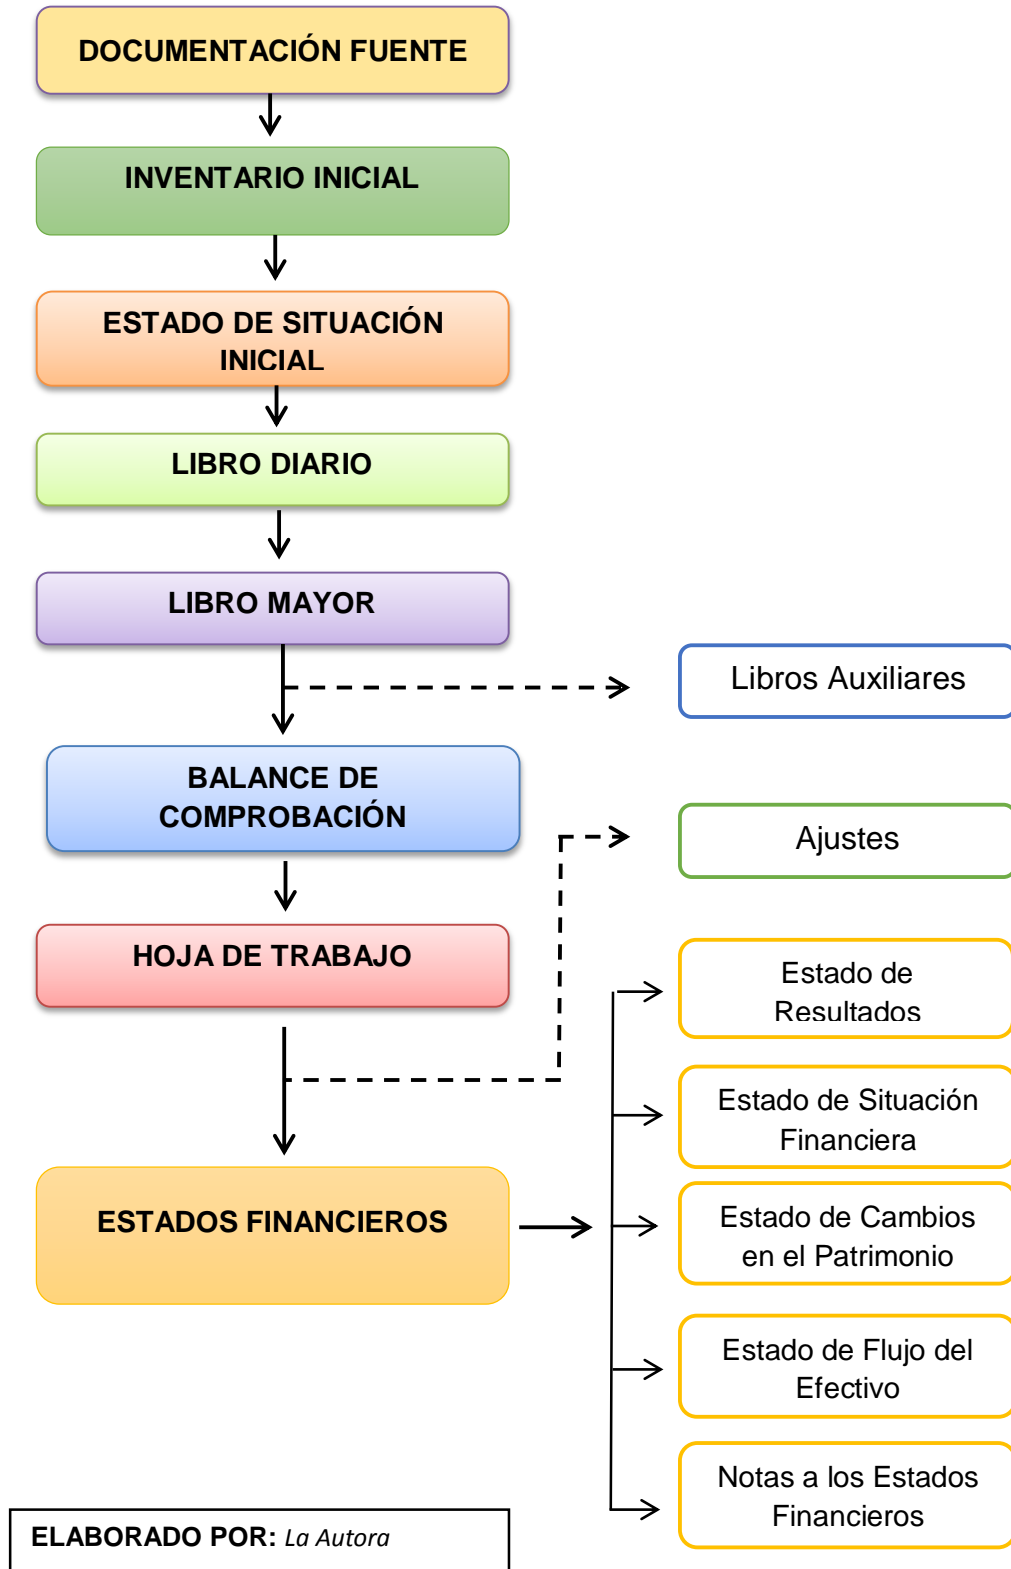 DOCUMENTACIÓN FUENTE
INVENTARIO INICIAL
ESTADO DE SITUACIÓN
INICIAL
LIBRO DIARIO
LIBRO MAYOR
Libros Auxiliares
BALANCE DE
COMPROBACIÓN
Ajustes
HOJA DE TRABAJO
Estado de
Resultados
Estado de Situación
Financiera
ESTADOS FINANCIEROS
Estado de Cambios
en el Patrimonio
Estado de Flujo del
Efectivo
Notas a los Estados
Financieros
ELABORADO POR: La Autora